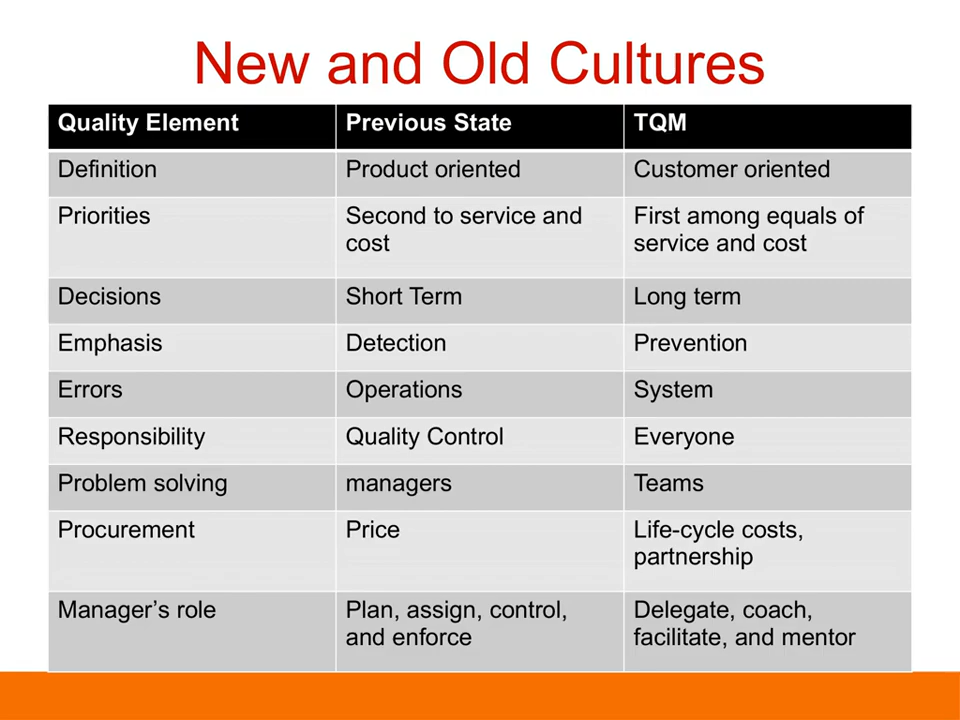 New and Old Cultures
Quality Element Previous State TQM
Definition Product oriented Customer oriented
Priorities Second to service and cost First among equals of service and cost
Decisions Short Term Long term
Emphasis Detection Prevention
Errors Operations System
Responsibility Quality Control Everyone
Problem solving managers Teams
Procurement Price Life-cycle costs, partnership
Manager’s role Plan, assign, control, and enforce Delegate, coach, facilitate, and mentor